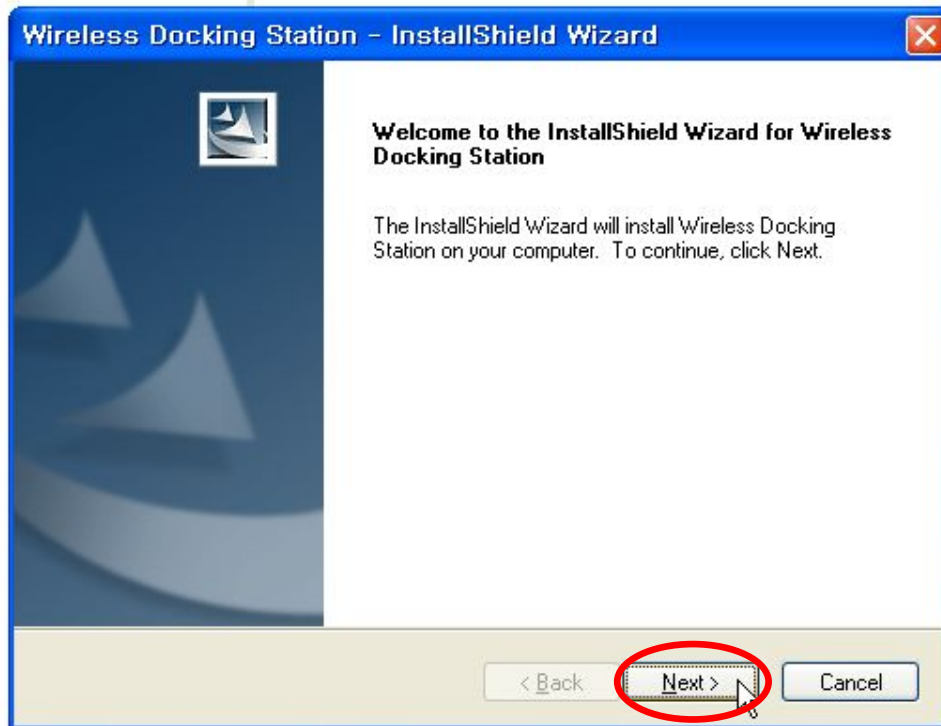 Wireless Docking Station - InstallShield Wizard
Welcome to the InstallShield Wizard for Wireless
Docking Station
The InstallShield Wizard will install Wireless Docking
Station on your computer.  To continue, click Next.
< Back
Next >
Cancel